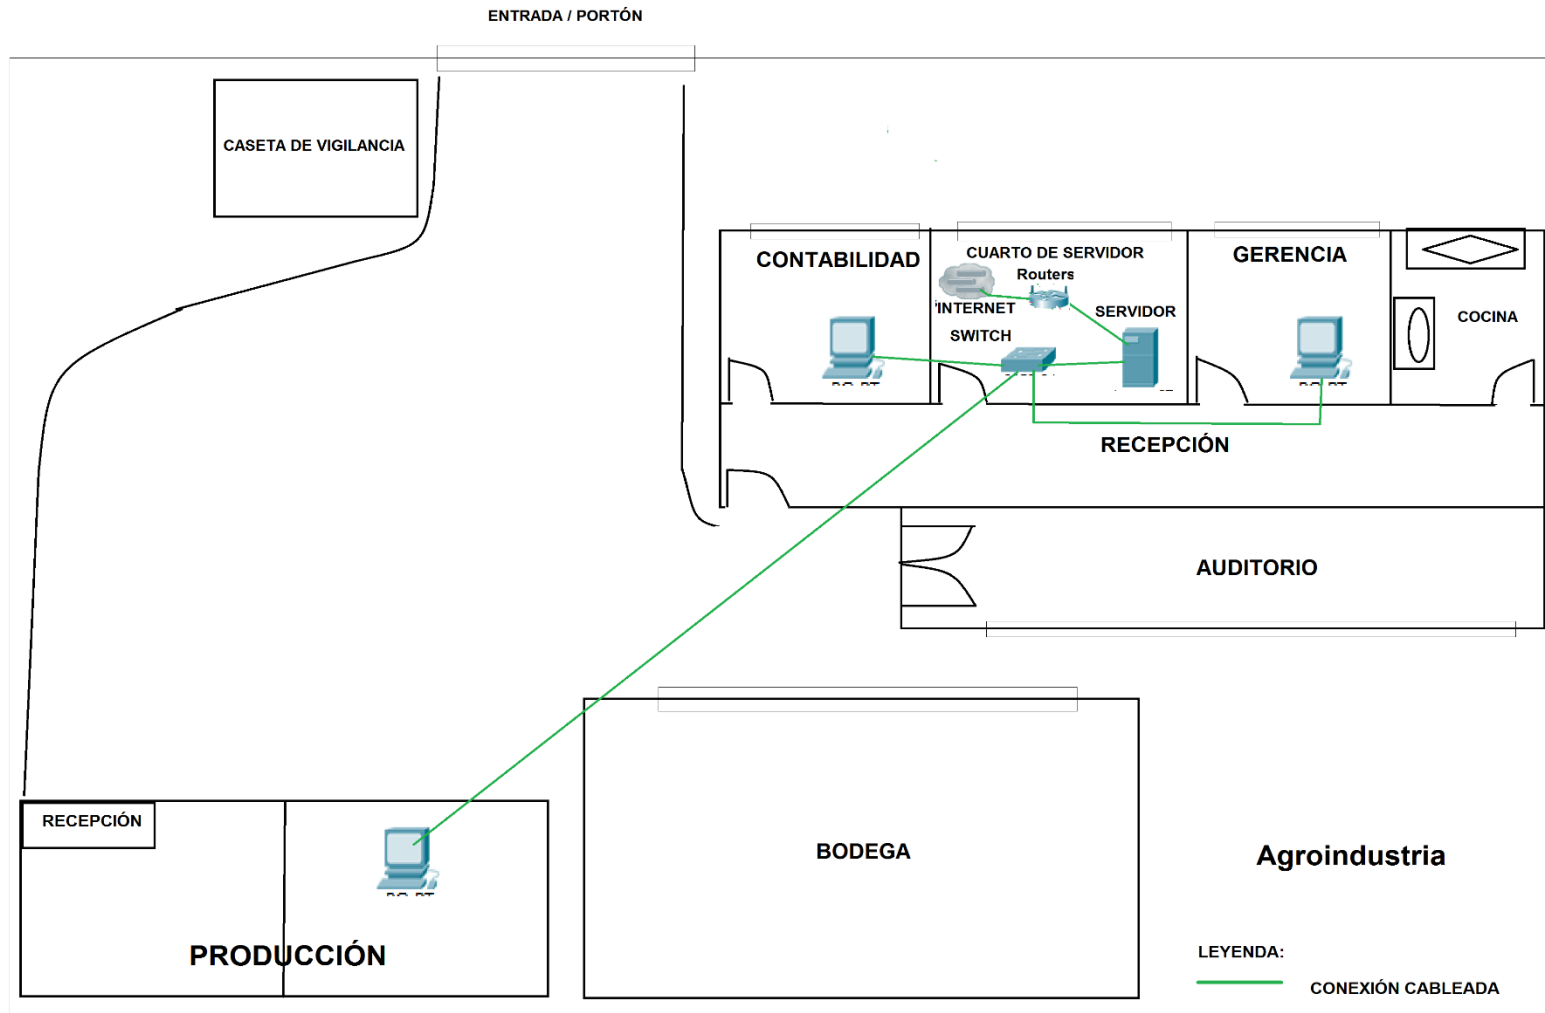 ENTRADA / PORTÓN
CASETA DE VIGILANCIA
CONTABILIDAD
CUARTO DE SERVIDOR
GERENCIA
Routers
INTERNET
SERVIDOR
COCINA
SWITCH
RECEPCIÓN
AUDITORIO
RECEPCIÓN
BODEGA
Agroindustria
PRODUCCIÓN
LEYENDA:
CONEXIÓN CABLEADA